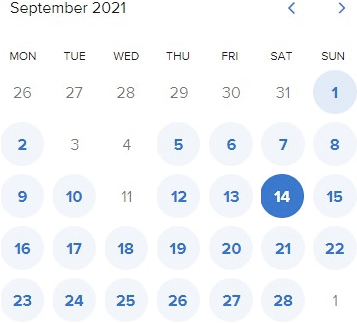 September 2021
MON TUE WED THU FRI SAT SUN
26 27 28 29 30 31 1
2 3 4 5 6 7 8
9 10 11 12 13 14 15
16 17 18 19 20 21 22
23 24 25 26 27 28 1